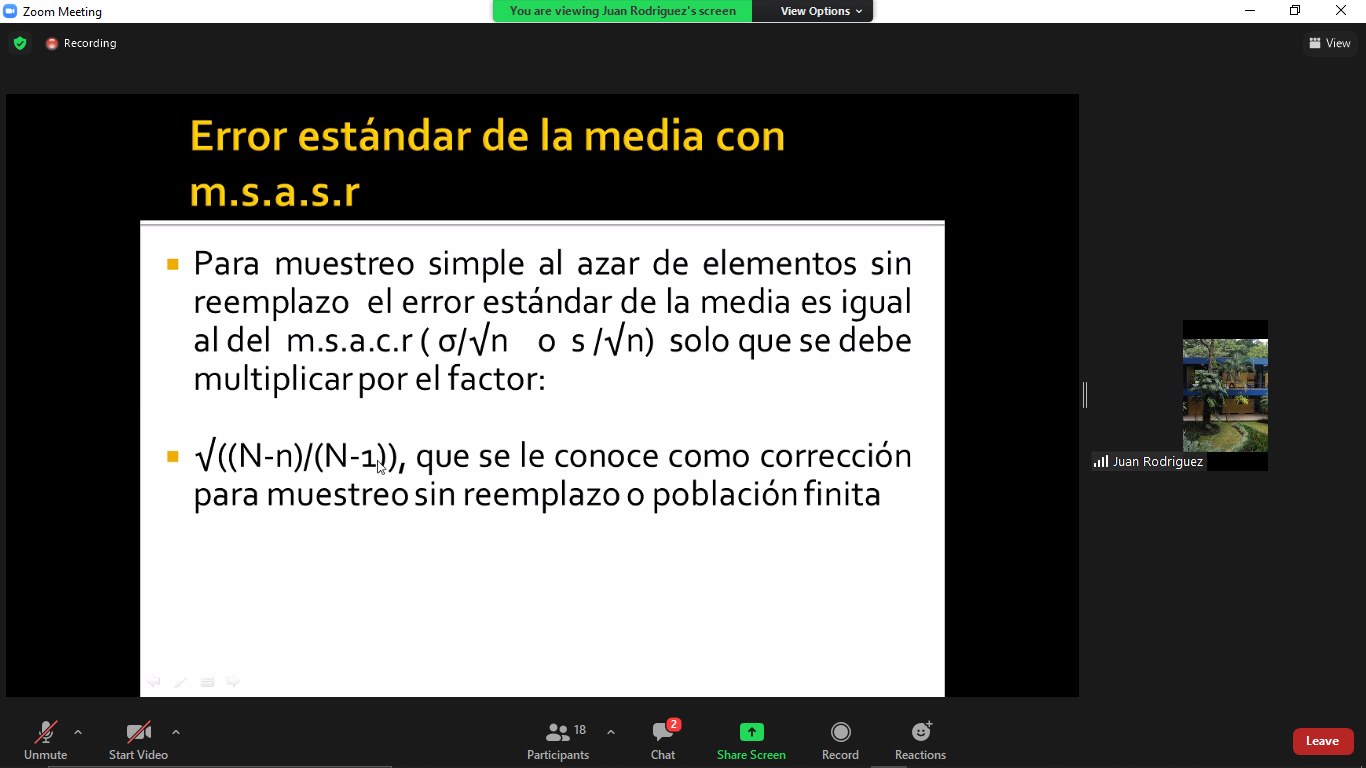 Zoom Meeting
You are viewing Juan Rodriguez's screen
View Options
Recording
View
Error estándar de la media con
m.s.a.s.r
Para muestreo simple al azar de elementos sin
reemplazo el error estándar de la media es igual
al del m.s.a.c.r ( σ/√n o s /√n) solo que se debe
multiplicar por el factor:
√((N-n)/(N-1)), que se le conoce como corrección
para muestreo sin reemplazo o población finita
Juan Rodriguez
Unmute
Start Video
18
Participants
2
Chat
Share Screen
Record
Reactions
Leave